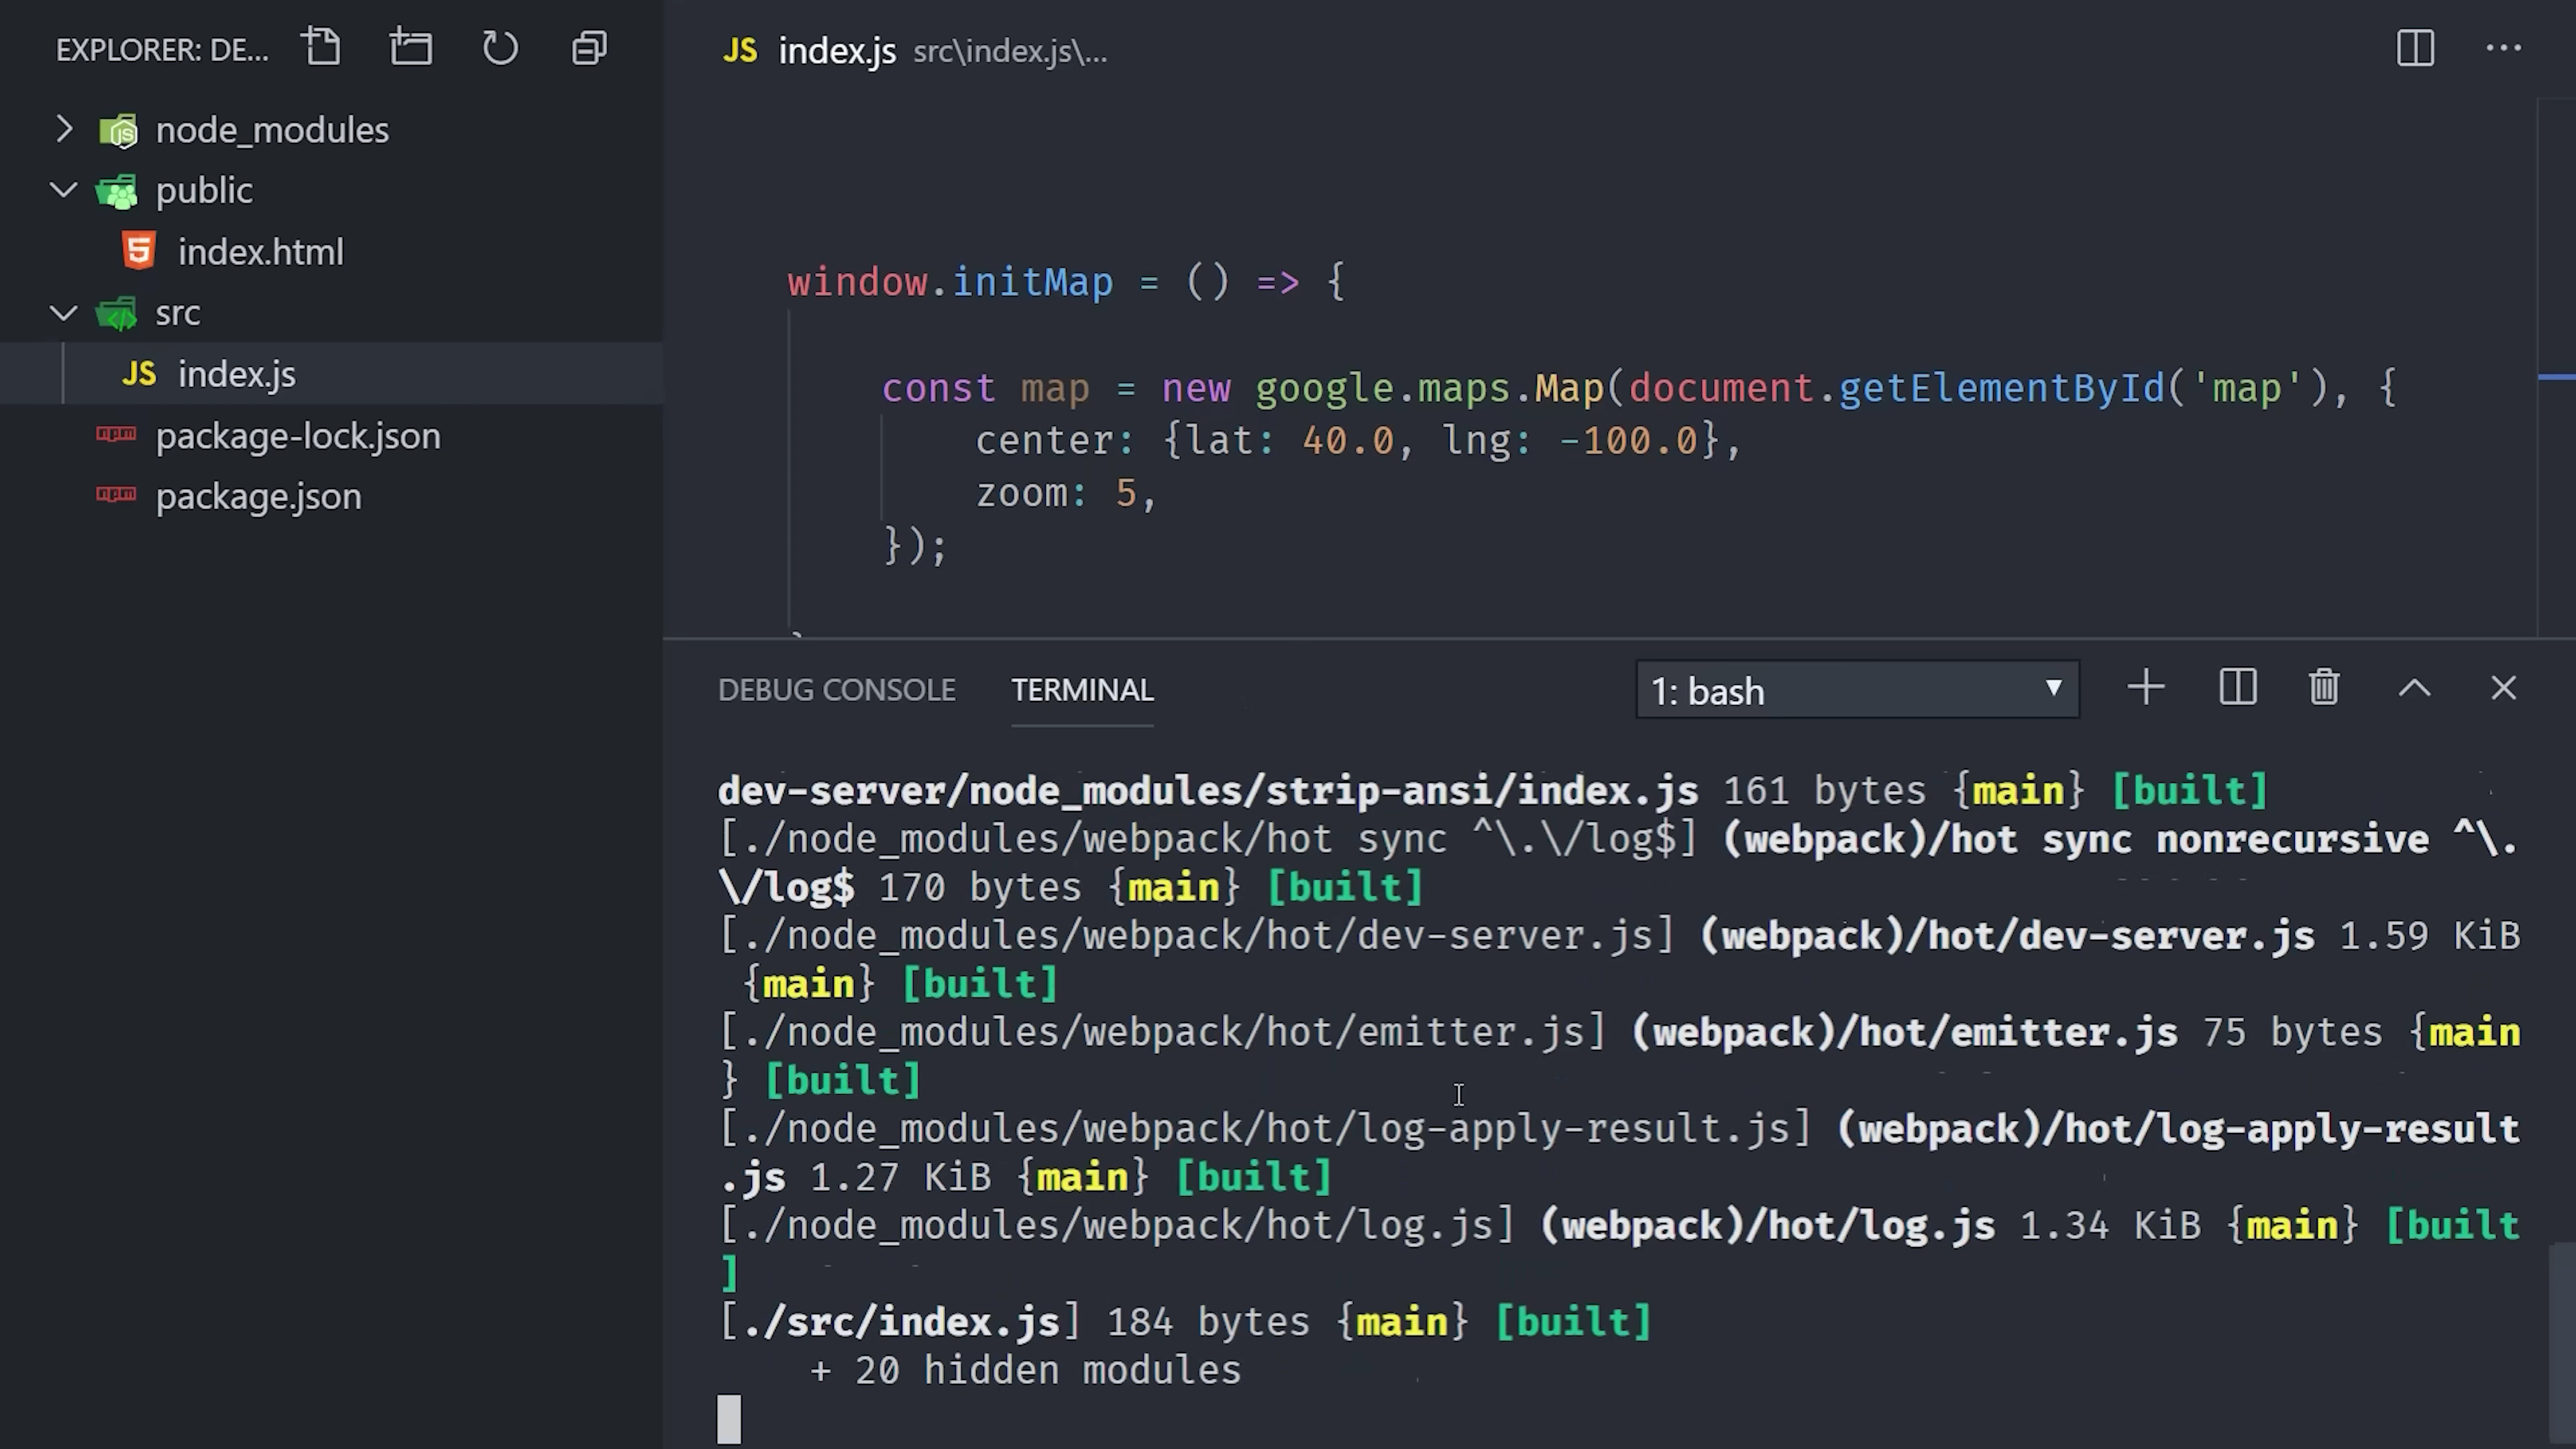 EXPLORER: DE...
node_modules
public
index.html
src
JS index.js
package-lock.json
package.json
JS index.js src\index.js\...
window.initMap = () => {
const map = new google.maps.Map(document.getElementById('map'), {
center: {lat: 40.0, lng: -100.0},
zoom: 5,
});
DEBUG CONSOLE TERMINAL 1: bash
dev-server/node_modules/strip-ansi/index.js 161 bytes {main} [built]
[./node_modules/webpack/hot sync ^\.\/log$] (webpack)/hot sync nonrecursive ^\.
\/log$ 170 bytes {main} [built]
[./node_modules/webpack/hot/dev-server.js] (webpack)/hot/dev-server.js 1.59 KiB
{main} [built]
[./node_modules/webpack/hot/emitter.js] (webpack)/hot/emitter.js 75 bytes {main
} [built]
[./node_modules/webpack/hot/log-apply-result.js] (webpack)/hot/log-apply-result
.js 1.27 KiB {main} [built]
[./node_modules/webpack/hot/log.js] (webpack)/hot/log.js 1.34 KiB {main} [built
]
[./src/index.js] 184 bytes {main} [built]
+ 20 hidden modules